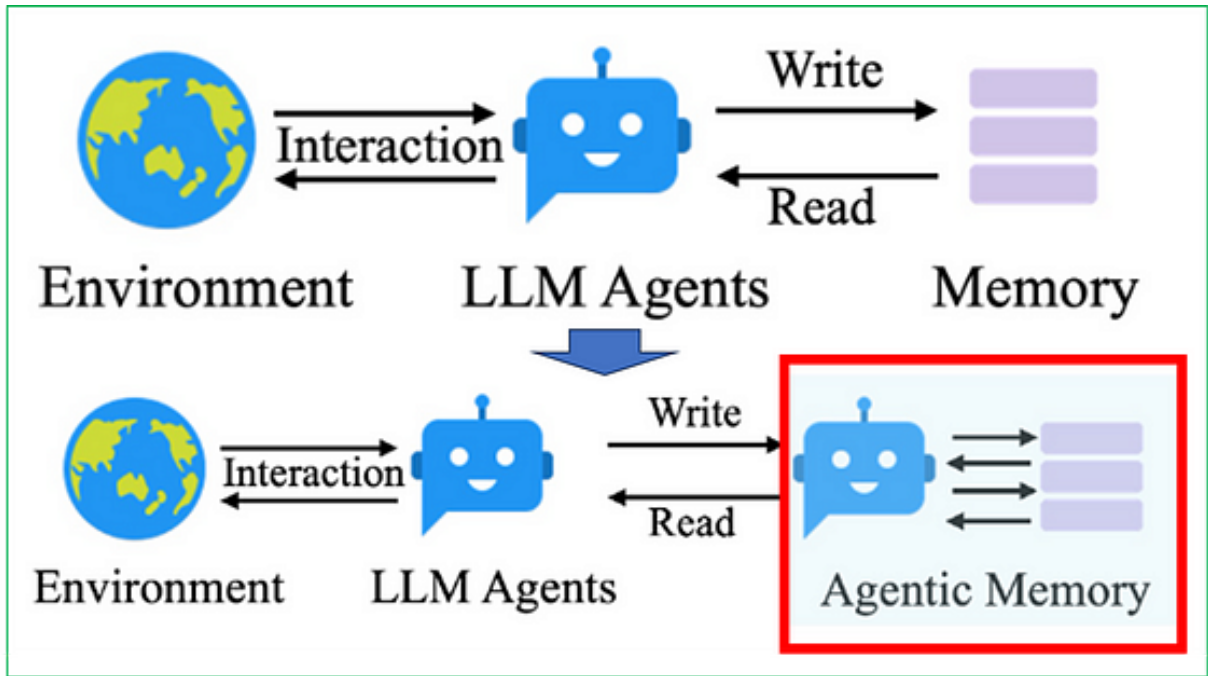 Write
Interaction
Read
Environment
LLM Agents
Memory
Write
Interaction
Read
Environment
LLM Agents
Agentic Memory